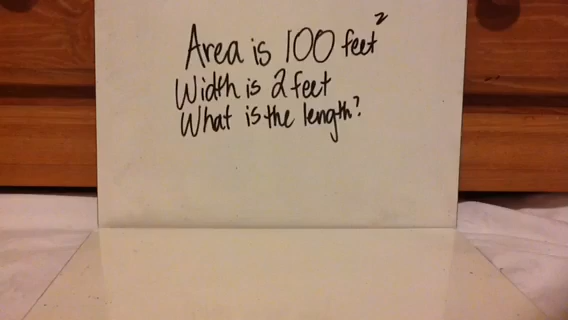 Area is 100 feet²
Width is 2 feet
What is the length?